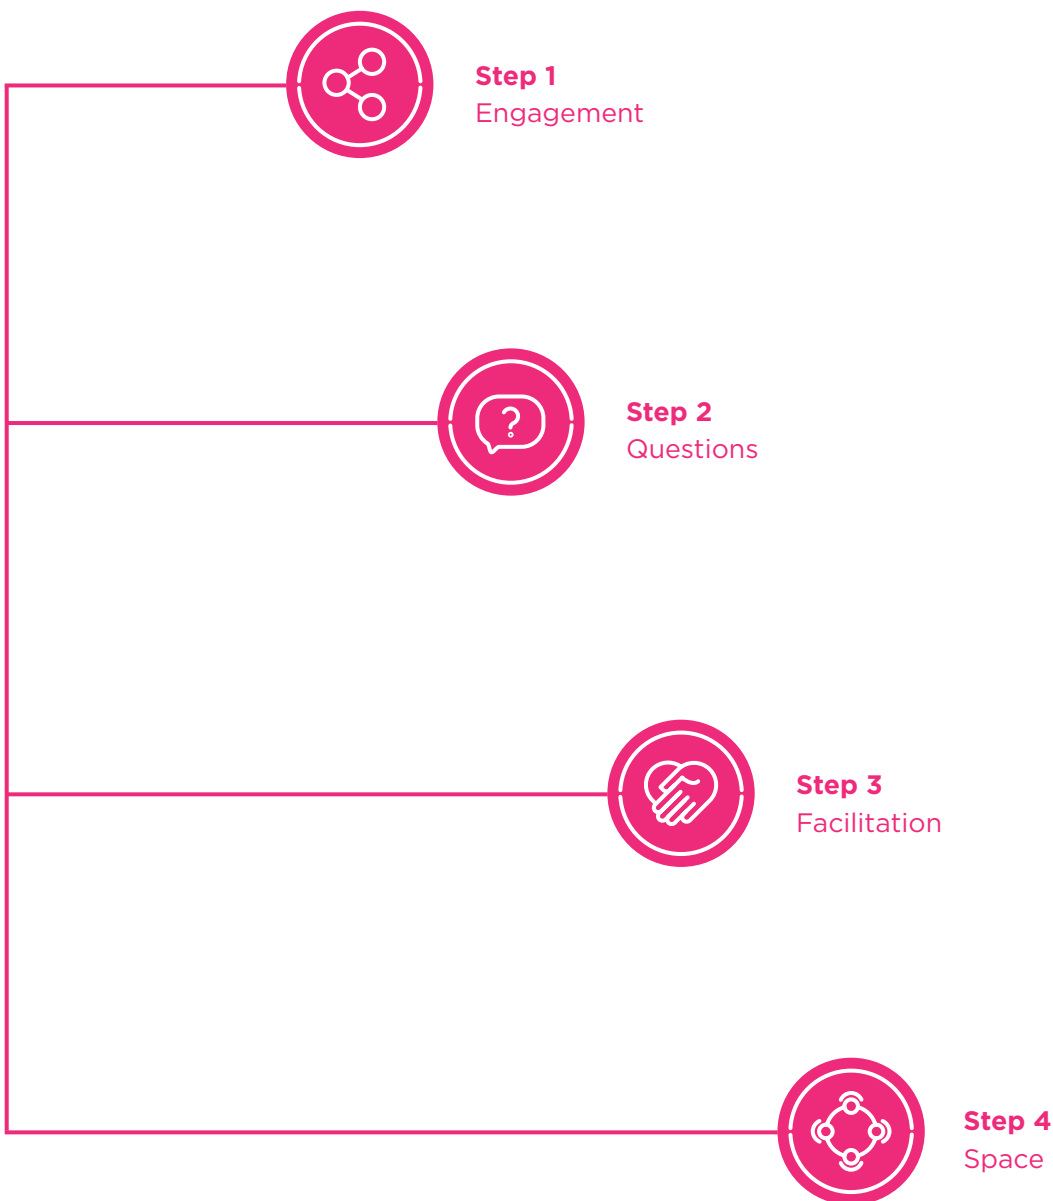 Step 1
Engagement
Step 2
Questions
Step 3
Facilitation
Step 4
Space